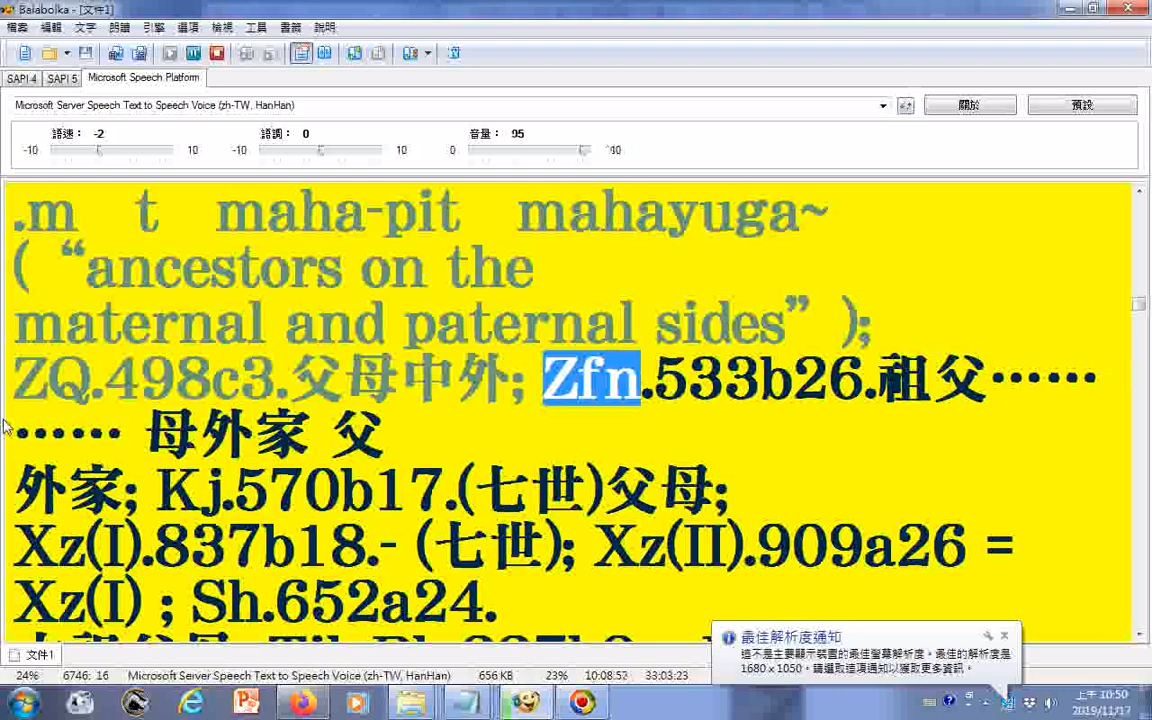 Balabolka - [文件1]
檔案 編輯 文字 朗讀 引擎 選項 檢視 工具 書籤 說明
SAPI 4 SAPI 5 Microsoft Speech Platform
Microsoft Server Speech Text to Speech Voice (zh-TW, HanHan)
關於 預設
語速： -2 語調： 0 音量： 95
-10 10 -10 10 0
.m t maha-pit mahayuga~
( “ancestors on the
maternal and paternal sides” );
ZQ.498c3.父母中外; Zfn.533b26.祖父……
…… 母外家 父
外家; Kj.570b17.(七世)父母;
Xz(I).837b18.- (七世); Xz(II).909a26 =
Xz(I) ; Sh.652a24.
最佳解析度通知
這不是主要顯示裝置的最佳螢幕解析度。最佳的解析度是
1680 x 1050。請選取這項通知以獲取更多資訊。
文件1
24% 6746: 16 Microsoft Server Speech Text to Speech Voice (zh-TW, HanHan) 656 KB 23% 10:08:53 33:03:23
上午 10:50
2019/11/17